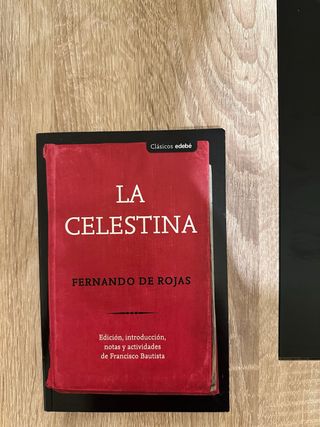 Clásicos edebé
LA
CELESTINA
FERNANDO DE ROJAS
Edición, introducción,
notas y actividades
de Francisco Bautista